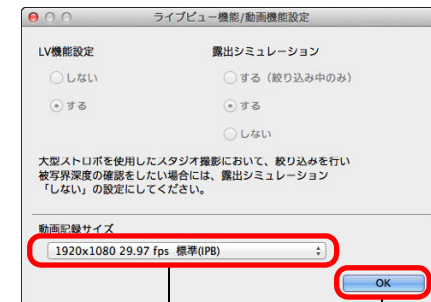 ライブビュー機能/動画機能設定
LV機能設定
しない
する
露出シミュレーション
する（絞り込み中のみ）
する
しない
大型ストロボを使用したスタジオ撮影において、絞り込みを行い
被写界深度の確認をしたい場合には、露出シミュレーション
「しない」の設定にしてください。
動画記録サイズ
1920x1080 29.97 fps 標準(IPB)
OK